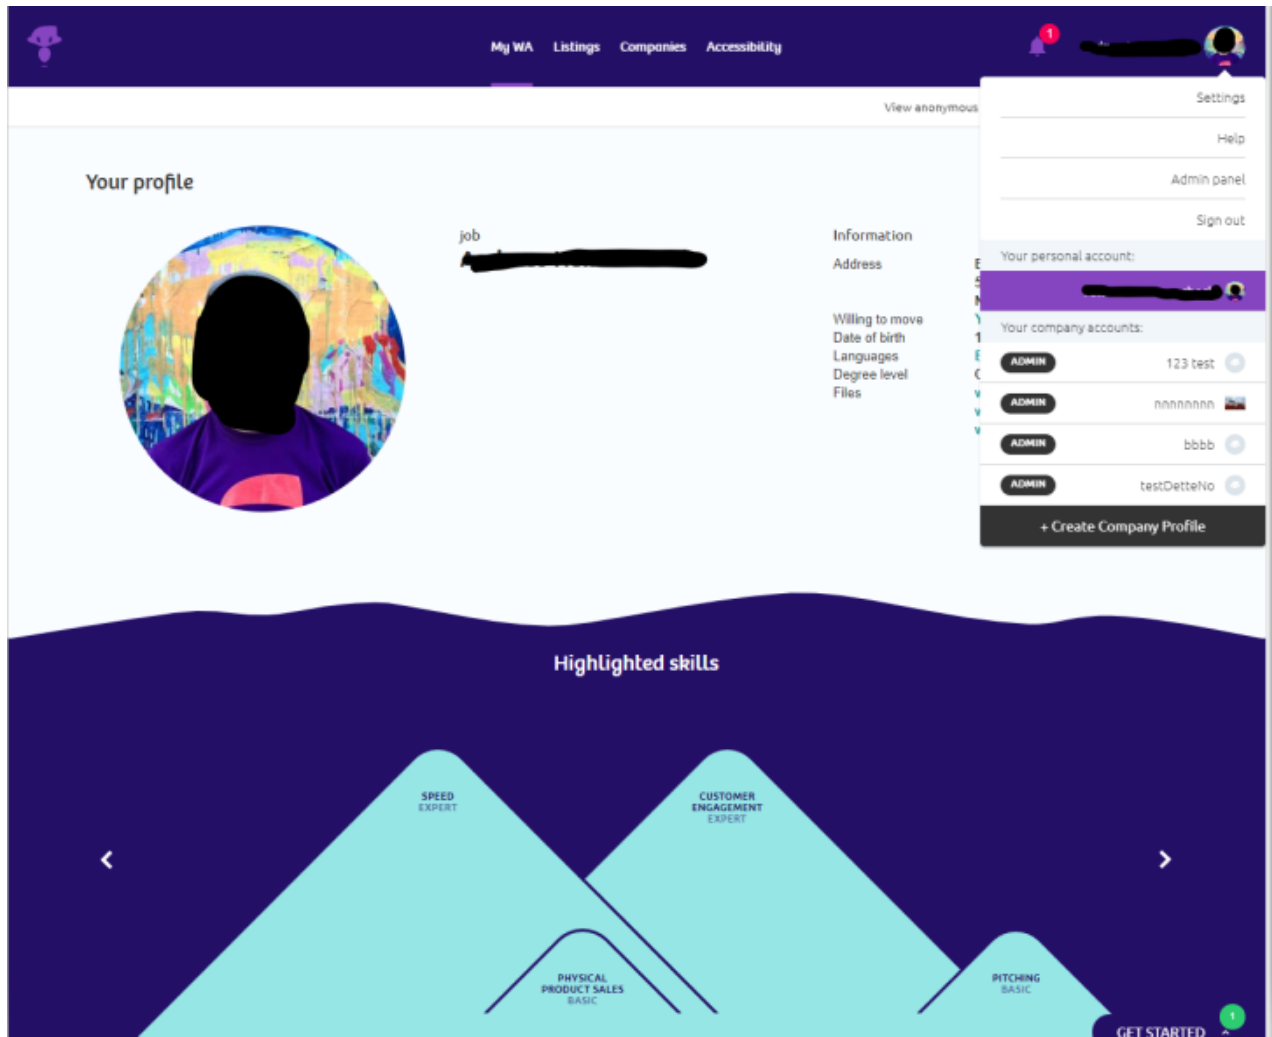 My WA Listings Companies Accessibility 1
View anonymous
Settings
Help
Admin panel
Sign out
Your personal account:
Your company accounts:
ADMIN 123 test
ADMIN nnnnnnnn
ADMIN bbbb
ADMIN testDetteNo
+ Create Company Profile
Your profile
job
Information
Address
Willing to move
Date of birth
Languages
Degree level
Files
Highlighted skills
SPEED
EXPERT
CUSTOMER
ENGAGEMENT
EXPERT
PHYSICAL
PRODUCT SALES
BASIC
PITCHING
BASIC
GET STARTED 1